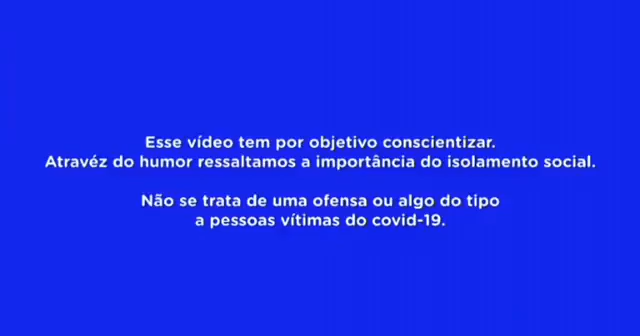 Esse vídeo tem por objetivo conscientizar.
Atravéz do humor ressaltamos a importância do isolamento social.
Não se trata de uma ofensa ou algo do tipo
a pessoas vítimas do covid-19.